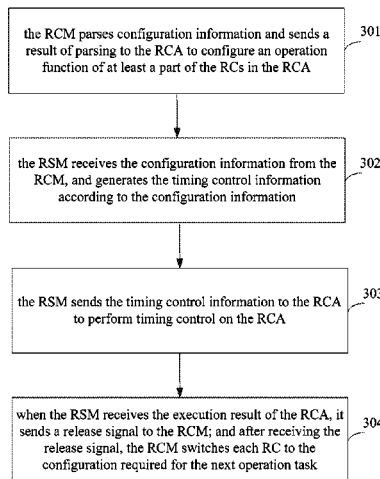 the RCM parses configuration information and sends a
result of parsing to the RCA to configure an operation
function of at least a part of the RCs in the RCA
301
the RSM receives the configuration information from the
RCM, and generates the timing control information
according to the configuration information
302
the RSM sends the timing control information to the RCA
to perform timing control on the RCA
303
when the RSM receives the execution result of the RCA, it
sends a release signal to the RCM; and after receiving the
release signal, the RCM switches each RC to the
configuration required for the next operation task
304